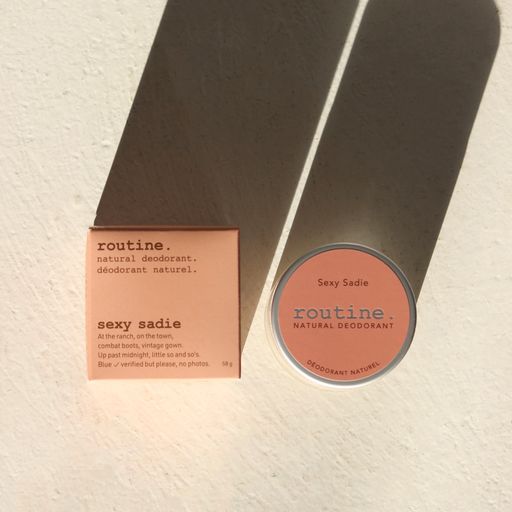 routine.
natural deodorant.
déodorant naturel.
sexy sadie
At the ranch, on the town,
combat boots, vintage gown.
Up past midnight, little so and so's.
Blue ✓ verified but please, no photos.
58 g
Sexy Sadie
routine.
NATURAL DEODORANT
DÉODORANT NATUREL